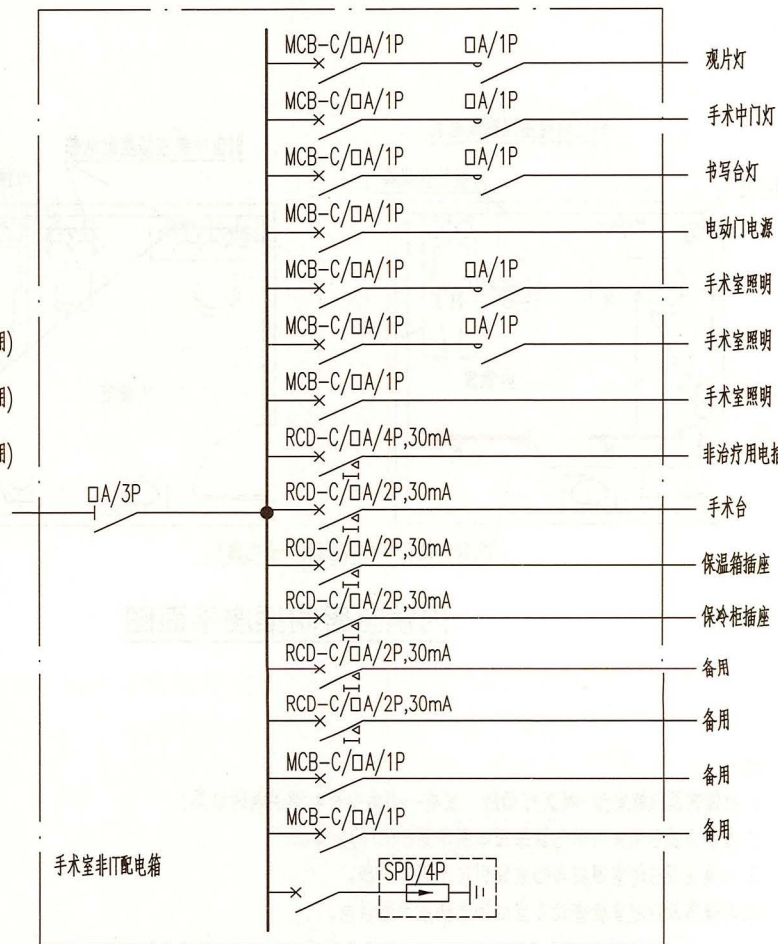 MCB-C/□A/1P □A/1P 观片灯
MCB-C/□A/1P □A/1P 手术中门灯
MCB-C/□A/1P □A/1P 书写台灯
MCB-C/□A/1P 电动门电源
MCB-C/□A/1P □A/1P 手术室照明
MCB-C/□A/1P □A/1P 手术室照明
MCB-C/□A/1P 手术室照明
RCD-C/□A/4P,30mA 非治疗用电插
□A/3P
RCD-C/□A/2P,30mA 手术台
RCD-C/□A/2P,30mA 保温箱插座
RCD-C/□A/2P,30mA 保冷柜插座
RCD-C/□A/2P,30mA 备用
RCD-C/□A/2P,30mA 备用
MCB-C/□A/1P 备用
MCB-C/□A/1P 备用
手术室非IT配电箱
SPD/4P